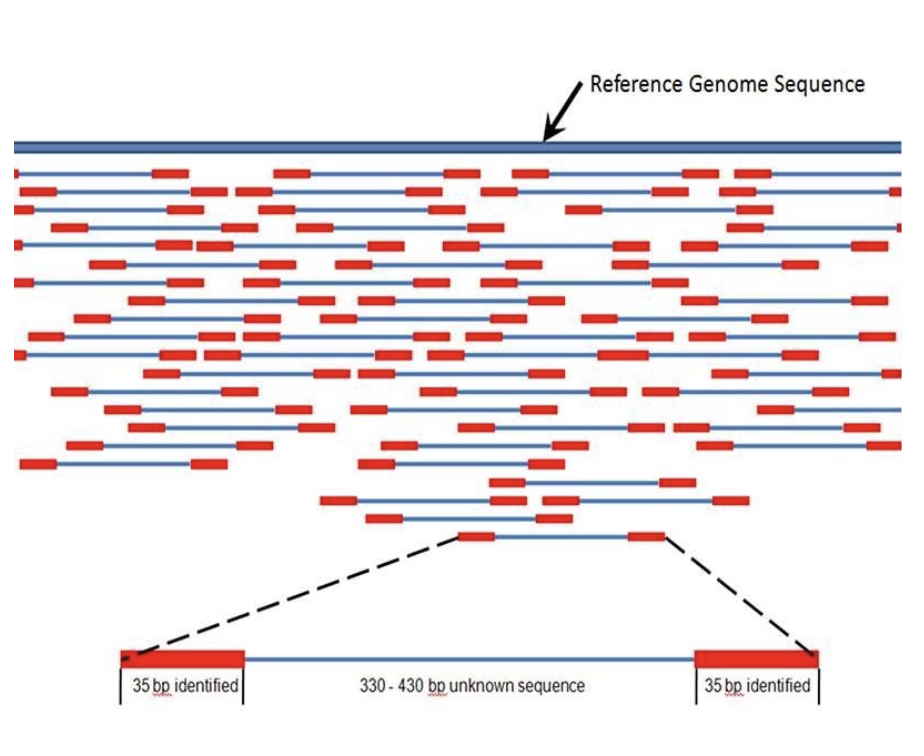 Reference Genome Sequence
35 bp identified
330 - 430 bp unknown sequence
35 bp identified